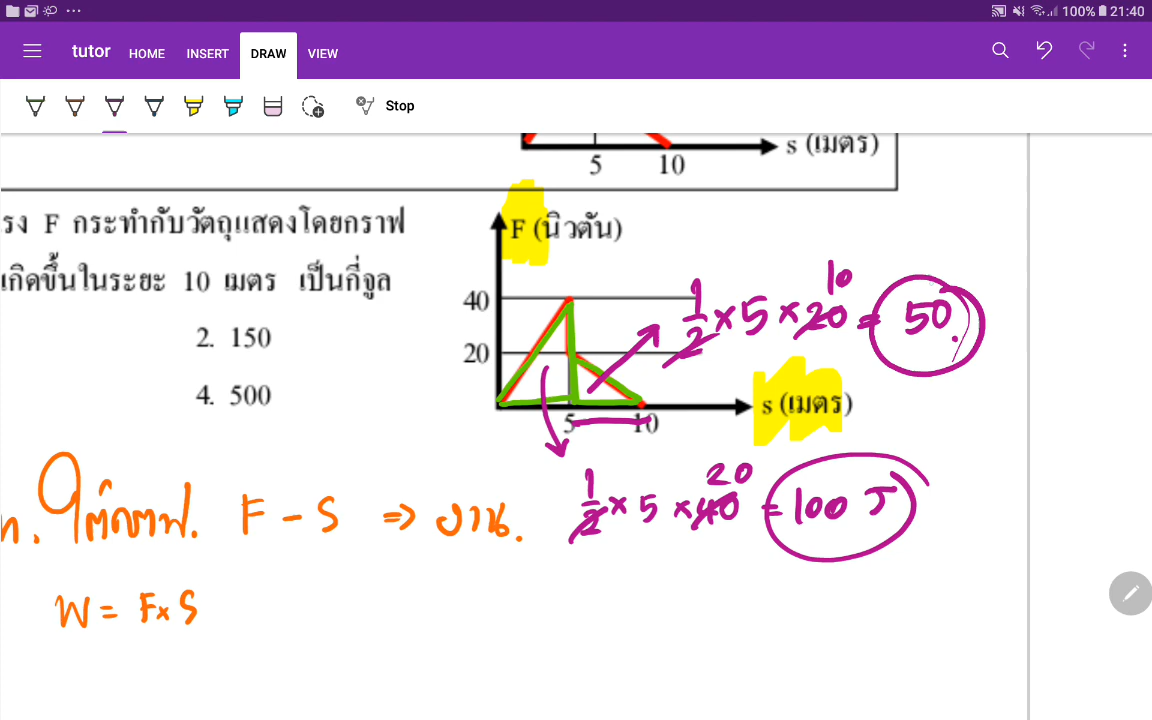 100% 21:40
tutor HOME INSERT DRAW VIEW
Stop
s (เมตร)
5 10
รง F กระทำกับวัตถุแสดงโดยกราฟ
เกิดขึ้นในระยะ 10 เมตร เป็นกี่จูล
2. 150
4. 500
F (นิวตัน)
40
20
5 10
s (เมตร)
1/2 × 5 × 20 10 = 50
1/2 × 5 × 40 20 = 100 J
ท. ใต้กราฟ. F - S ⇒ งาน.
W = F × S